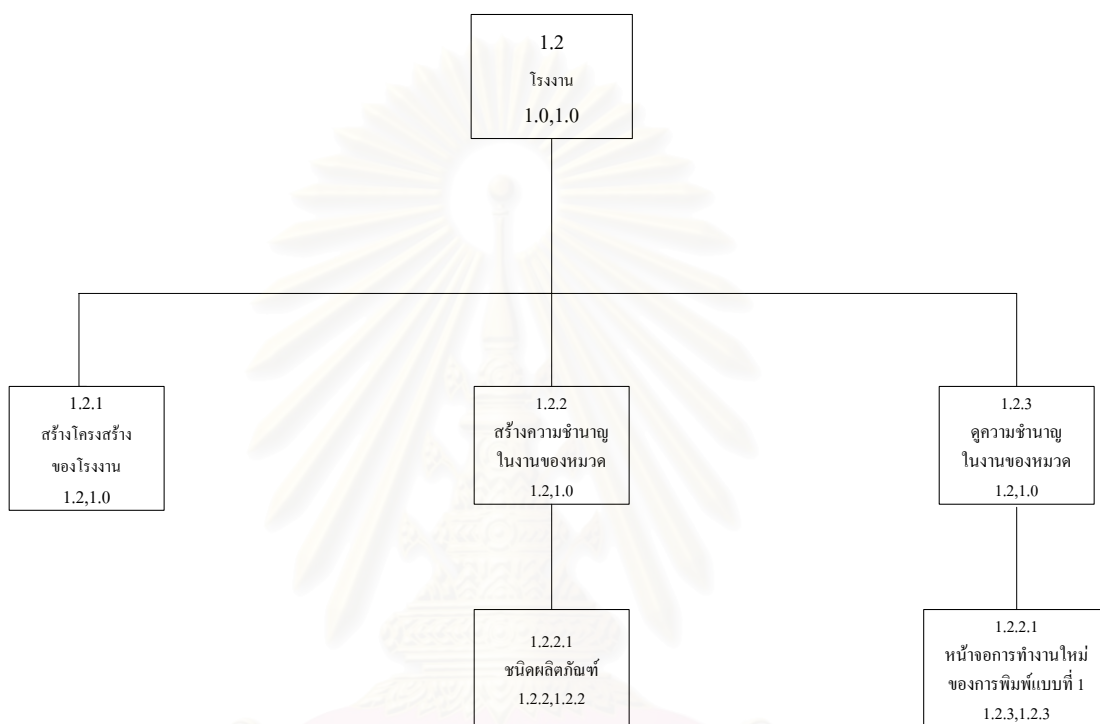 1.2
โรงงาน
1.0,1.0
1.2.1
สร้างโครงสร้าง
ของโรงงาน
1.2,1.0
1.2.2
สร้างความชำนาญ
ในงานของหมวด
1.2,1.0
1.2.3
ดูความชำนาญ
ในงานของหมวด
1.2,1.0
1.2.2.1
ชนิดผลิตภัณฑ์
1.2.2,1.2.2
1.2.2.1
หน้าจอการทำงานใหม่
ของการพิมพ์แบบที่ 1
1.2.3,1.2.3